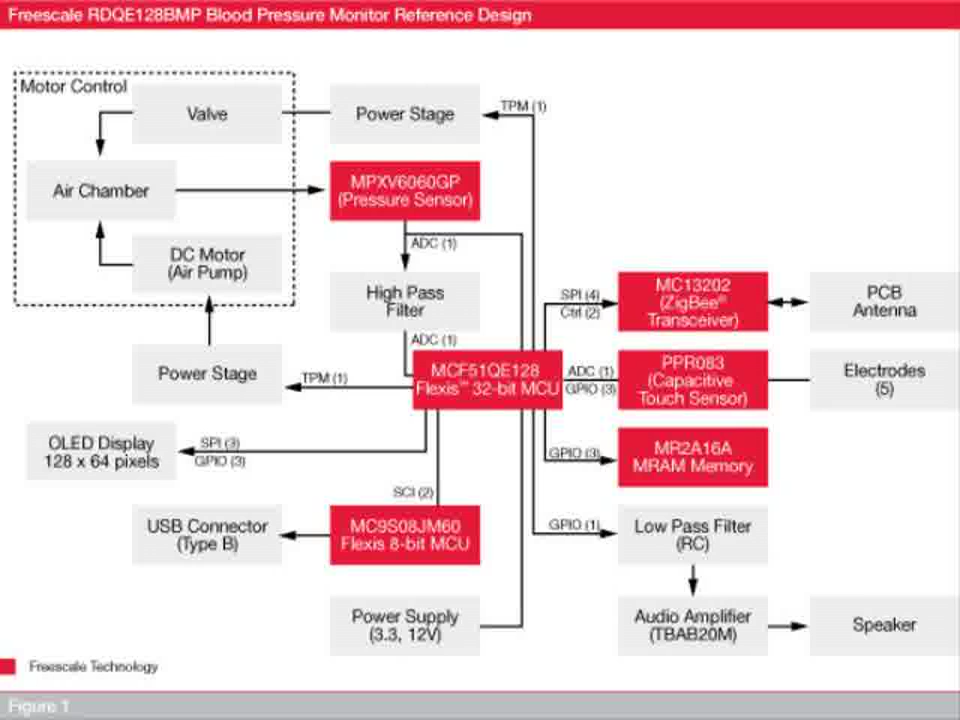 Freescale RDQE128BMP Blood Pressure Monitor Reference Design
Motor Control
Valve
Power Stage
TPM (1)
Air Chamber
MPXV6060GP
(Pressure Sensor)
ADC (1)
DC Motor
(Air Pump)
High Pass
Filter
SPI (4)
Ctrl (2)
MC13202
(ZigBee®
Transceiver)
PCB
Antenna
ADC (1)
Power Stage
TPM (1)
MCF51QE128
Flexis™ 32-bit MCU
ADC (1)
GPIO (3)
PPR083
(Capacitive
Touch Sensor)
Electrodes
(5)
OLED Display
128 x 64 pixels
SPI (3)
GPIO (3)
GPIO (3)
MR2A16A
MRAM Memory
SCI (2)
USB Connector
(Type B)
MC9S08JM60
Flexis 8-bit MCU
GPIO (1)
Low Pass Filter
(RC)
Power Supply
(3.3, 12V)
Audio Amplifier
(TBAB20M)
Speaker
Freescale Technology
Figure 1